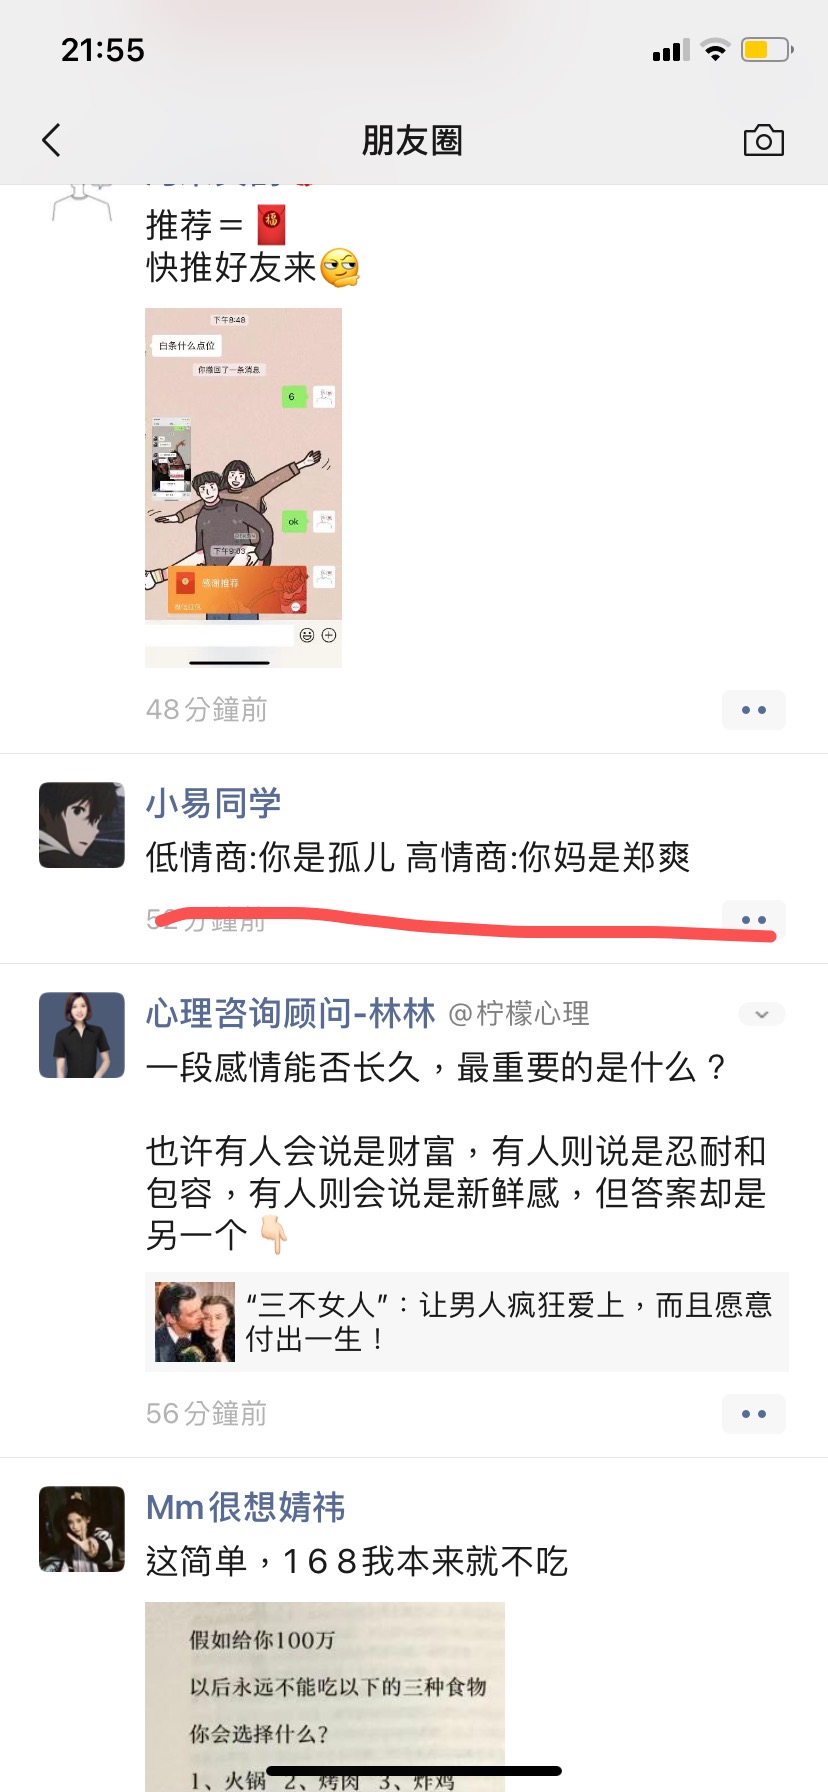 21:55
朋友圈
推荐＝
福
快推好友来
下午8:48
白条什么点位
你撤回了一条消息
6
ok
下午9:03
感谢推荐
微信红包
48分鐘前
小易同学
低情商:你是孤儿 高情商:你妈是郑爽
52分鐘前
心理咨询顾问-林林 @柠檬心理
一段感情能否长久，最重要的是什么？
也许有人会说是财富，有人则说是忍耐和
包容，有人则会说是新鲜感，但答案却是
另一个
“三不女人”：让男人疯狂爱上，而且愿意
付出一生！
56分鐘前
Mm很想婧祎
这简单，1 6 8我本来就不吃
假如给你100万
以后永远不能吃以下的三种食物
你会选择什么？
1、火锅 2、烤肉 3、炸鸡